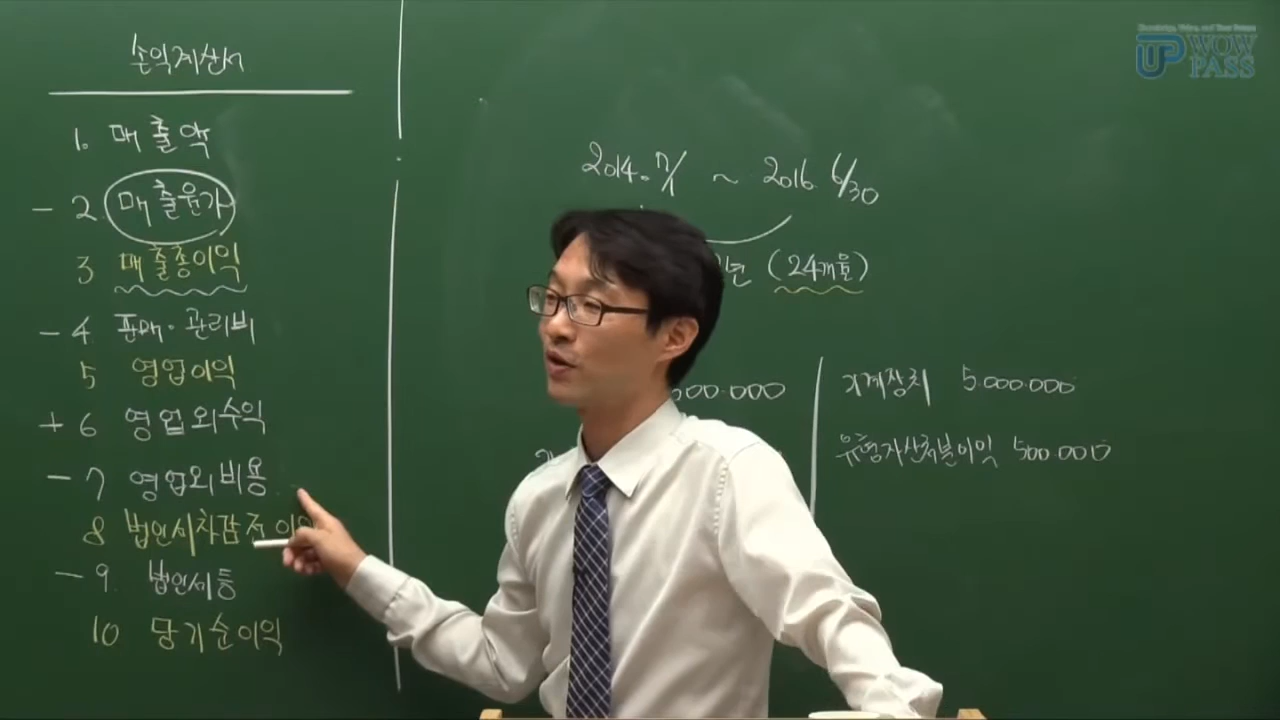 손익계산서
1. 매출액
- 2. 매출원가
3 매출총이익
- 4 판매·관리비
5 영업이익
+ 6 영업외수익
- 7 영업외비용
8 법인세차감전이익
- 9. 법인세등
10 당기순이익
2014.7/1 ~ 2016.6/30
년 (24개월)
500.000
기계장치 5.000.000
유형자산처분이익 500.000
UP WOW PASS